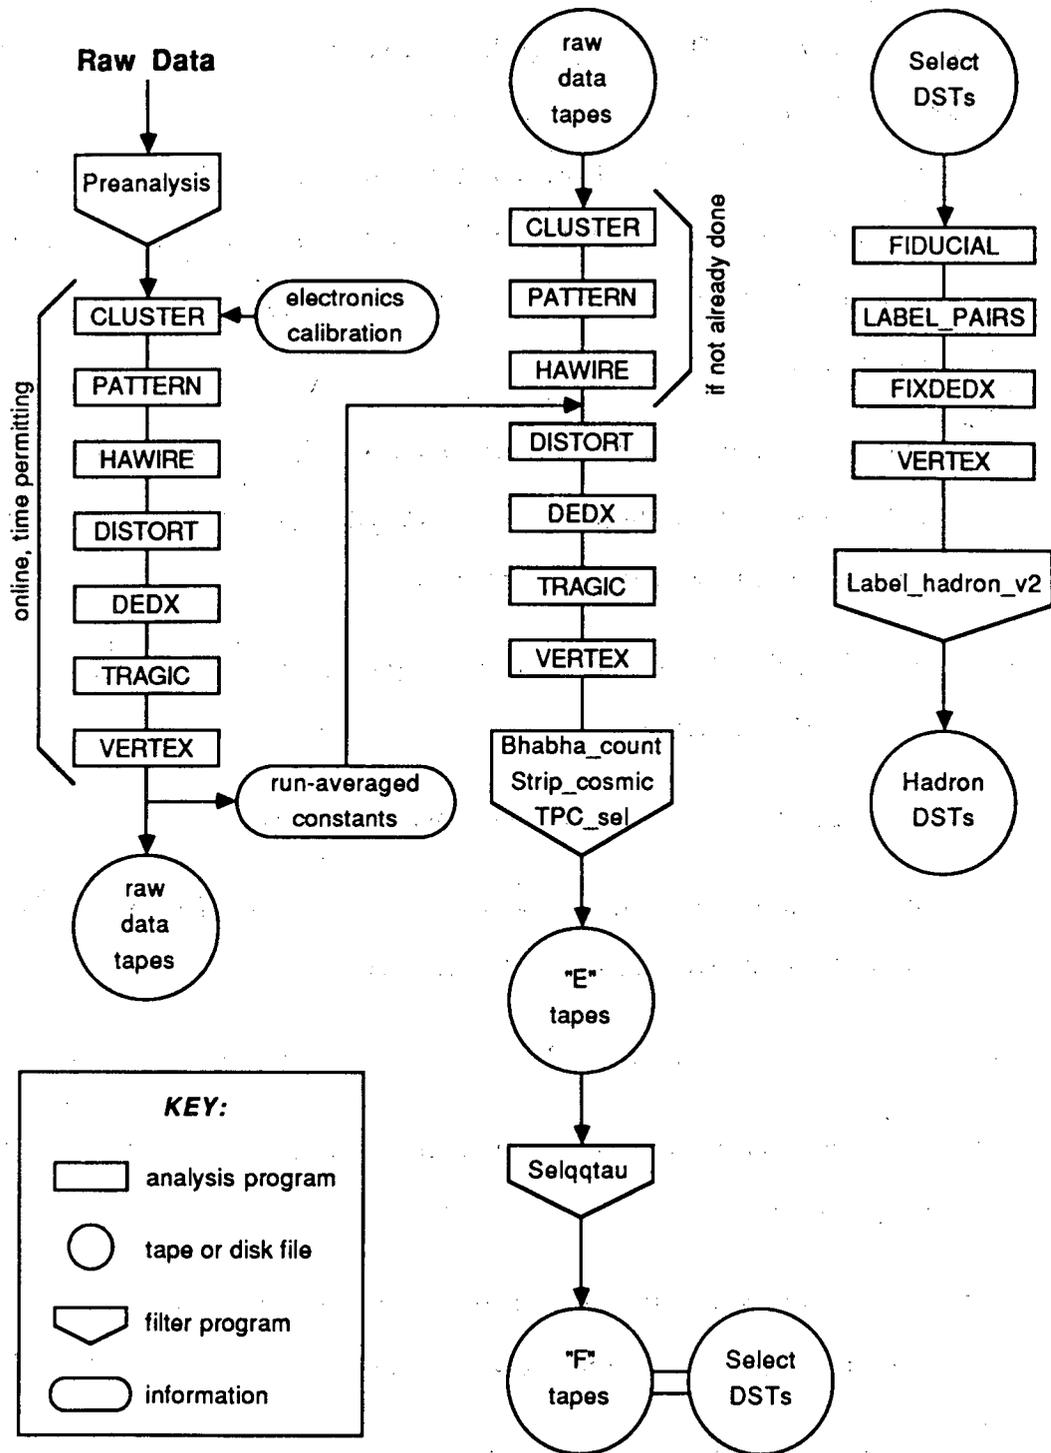 Raw Data
Preanalysis
online, time permitting
CLUSTER
electronics
calibration
PATTERN
HAWIRE
DISTORT
DEDX
TRAGIC
VERTEX
run-averaged
constants
raw
data
tapes
raw
data
tapes
CLUSTER
PATTERN
HAWIRE
if not already done
DISTORT
DEDX
TRAGIC
VERTEX
Bhabha_count
Strip_cosmic
TPC_sel
"E"
tapes
Selqqtau
"F"
tapes
Select
DSTs
Select
DSTs
FIDUCIAL
LABEL_PAIRS
FIXDEDX
VERTEX
Label_hadron_v2
Hadron
DSTs
KEY:
analysis program
tape or disk file
filter program
information